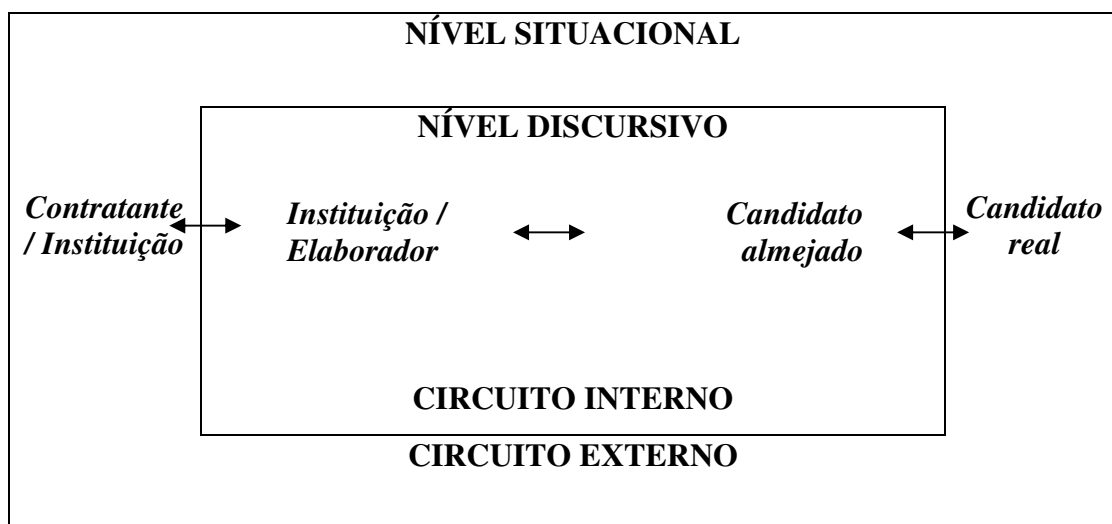 NÍVEL SITUACIONAL
NÍVEL DISCURSIVO
Contratante
/ Instituição
Instituição /
Elaborador
Candidato
almejado
Candidato
real
CIRCUITO INTERNO
CIRCUITO EXTERNO